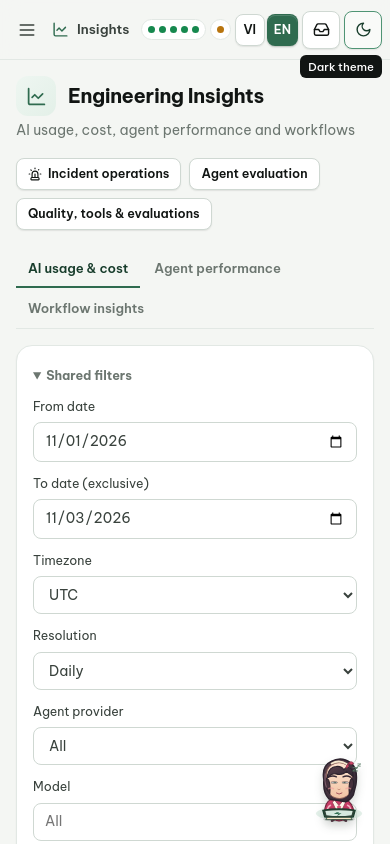 Insights
VI
EN
Dark theme
Engineering Insights
AI usage, cost, agent performance and workflows
Incident operations
Agent evaluation
Quality, tools & evaluations
AI usage & cost
Agent performance
Workflow insights
▼ Shared filters
From date
11/01/2026
To date (exclusive)
11/03/2026
Timezone
UTC
Resolution
Daily
Agent provider
All
Model
All